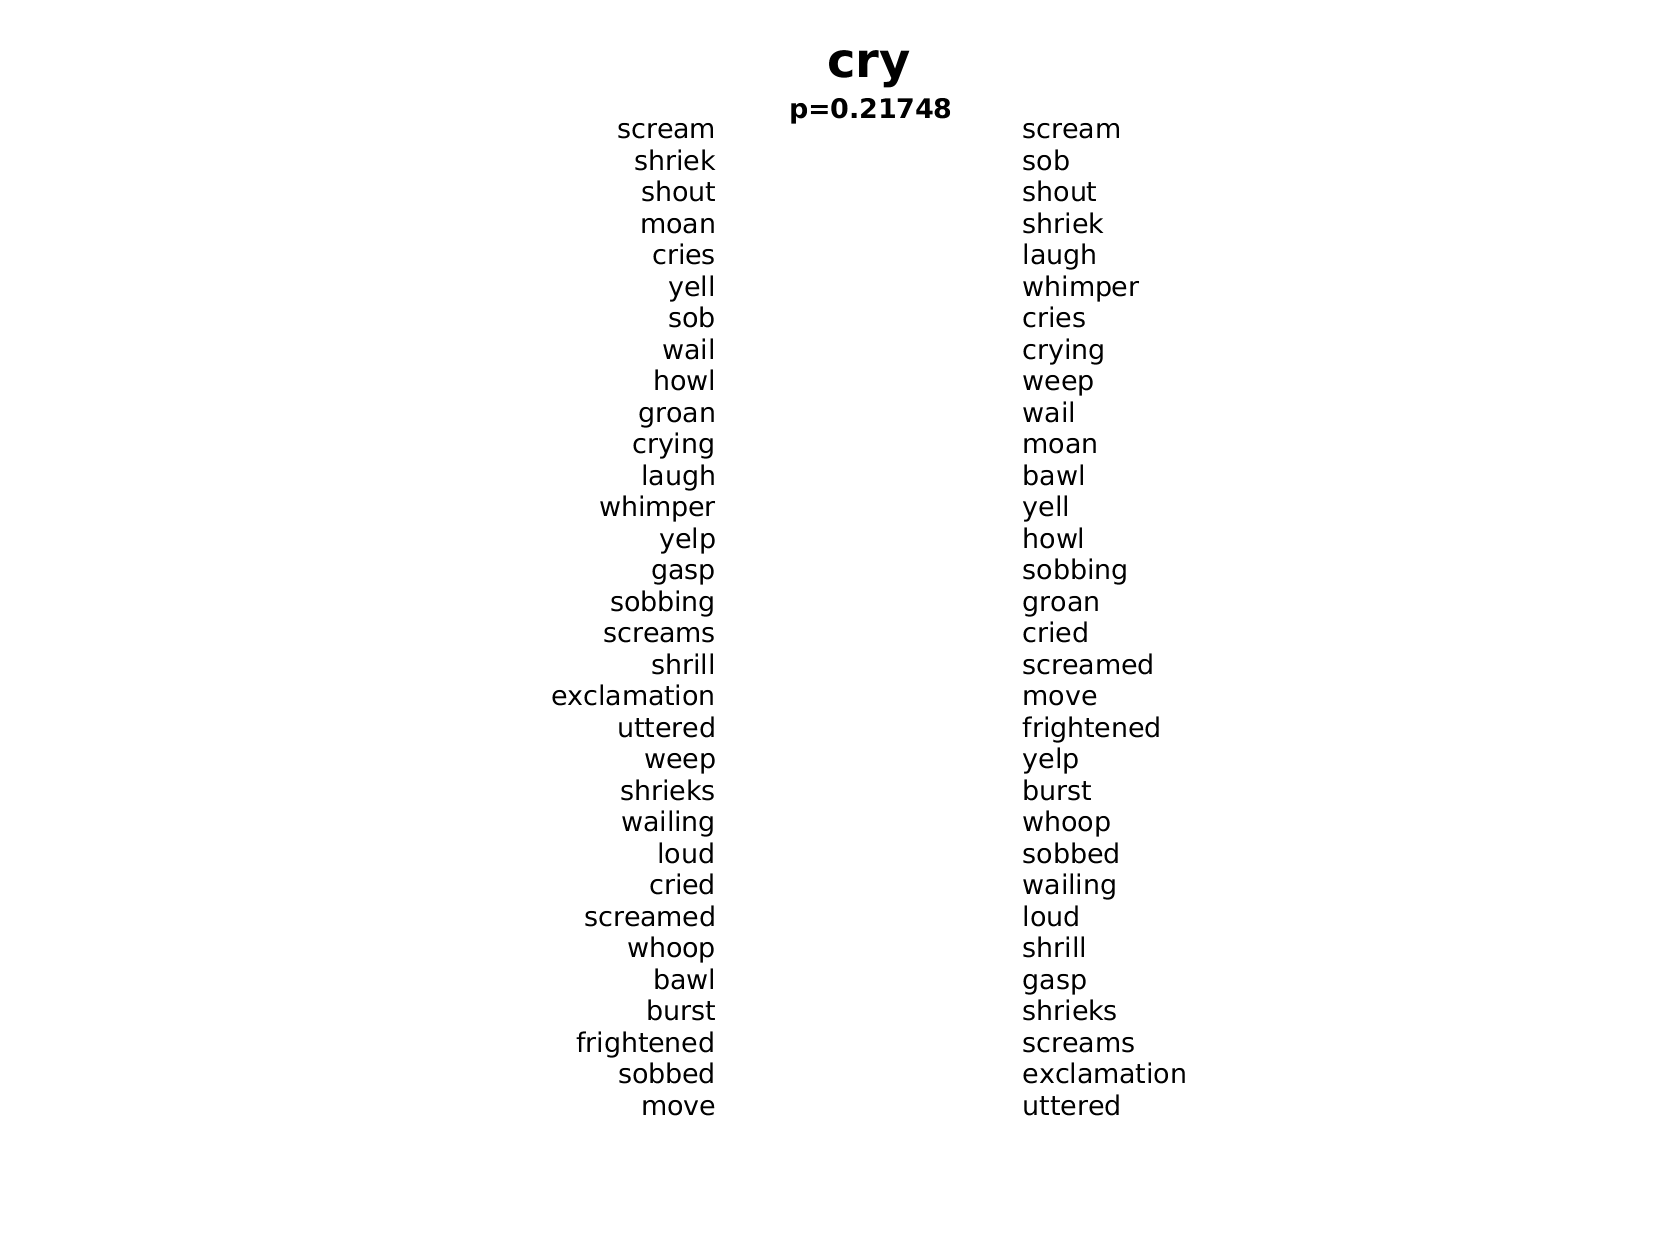 cry
p=0.21748
scream scream
shriek sob
shout shout
moan shriek
cries laugh
yell whimper
sob cries
wail crying
howl weep
groan wail
crying moan
laugh bawl
whimper yell
yelp howl
gasp sobbing
sobbing groan
screams cried
shrill screamed
exclamation move
uttered frightened
weep yelp
shrieks burst
wailing whoop
loud sobbed
cried wailing
screamed loud
whoop shrill
bawl gasp
burst shrieks
frightened screams
sobbed exclamation
move uttered